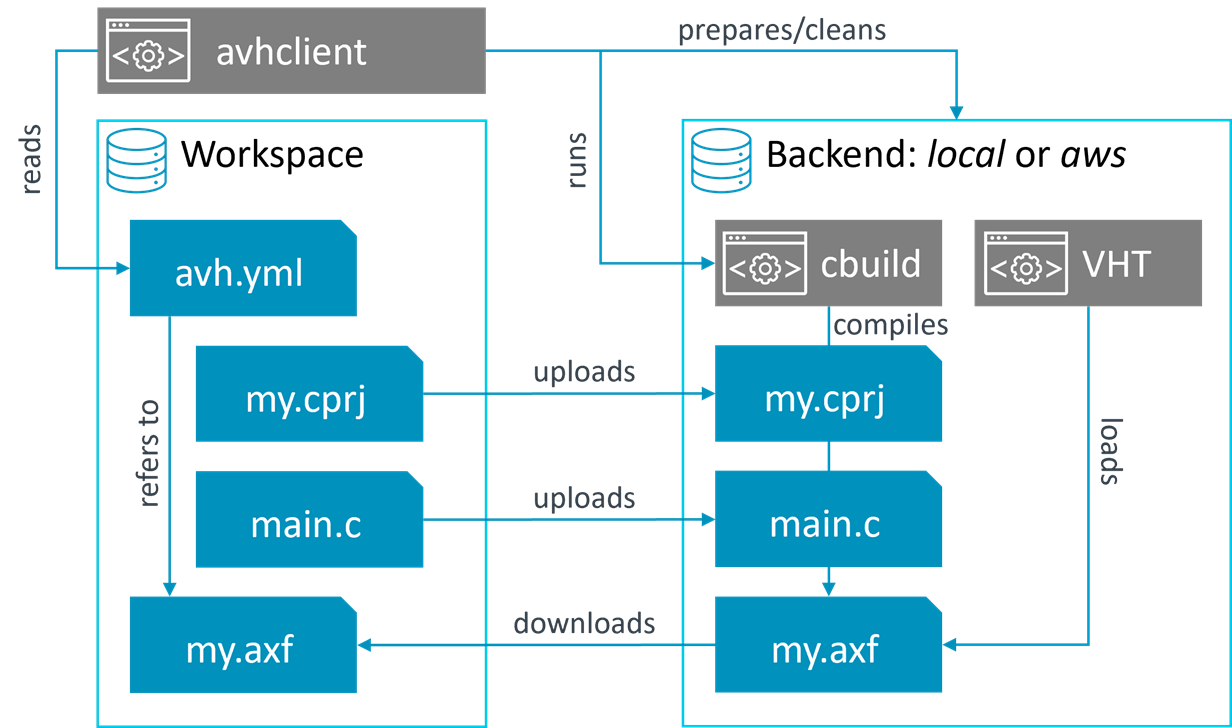 avhclient
prepares/cleans
reads
runs
Workspace
Backend: local or aws
avh.yml
cbuild
VHT
compiles
my.cprj
uploads
my.cprj
refers to
loads
main.c
uploads
main.c
my.axf
downloads
my.axf